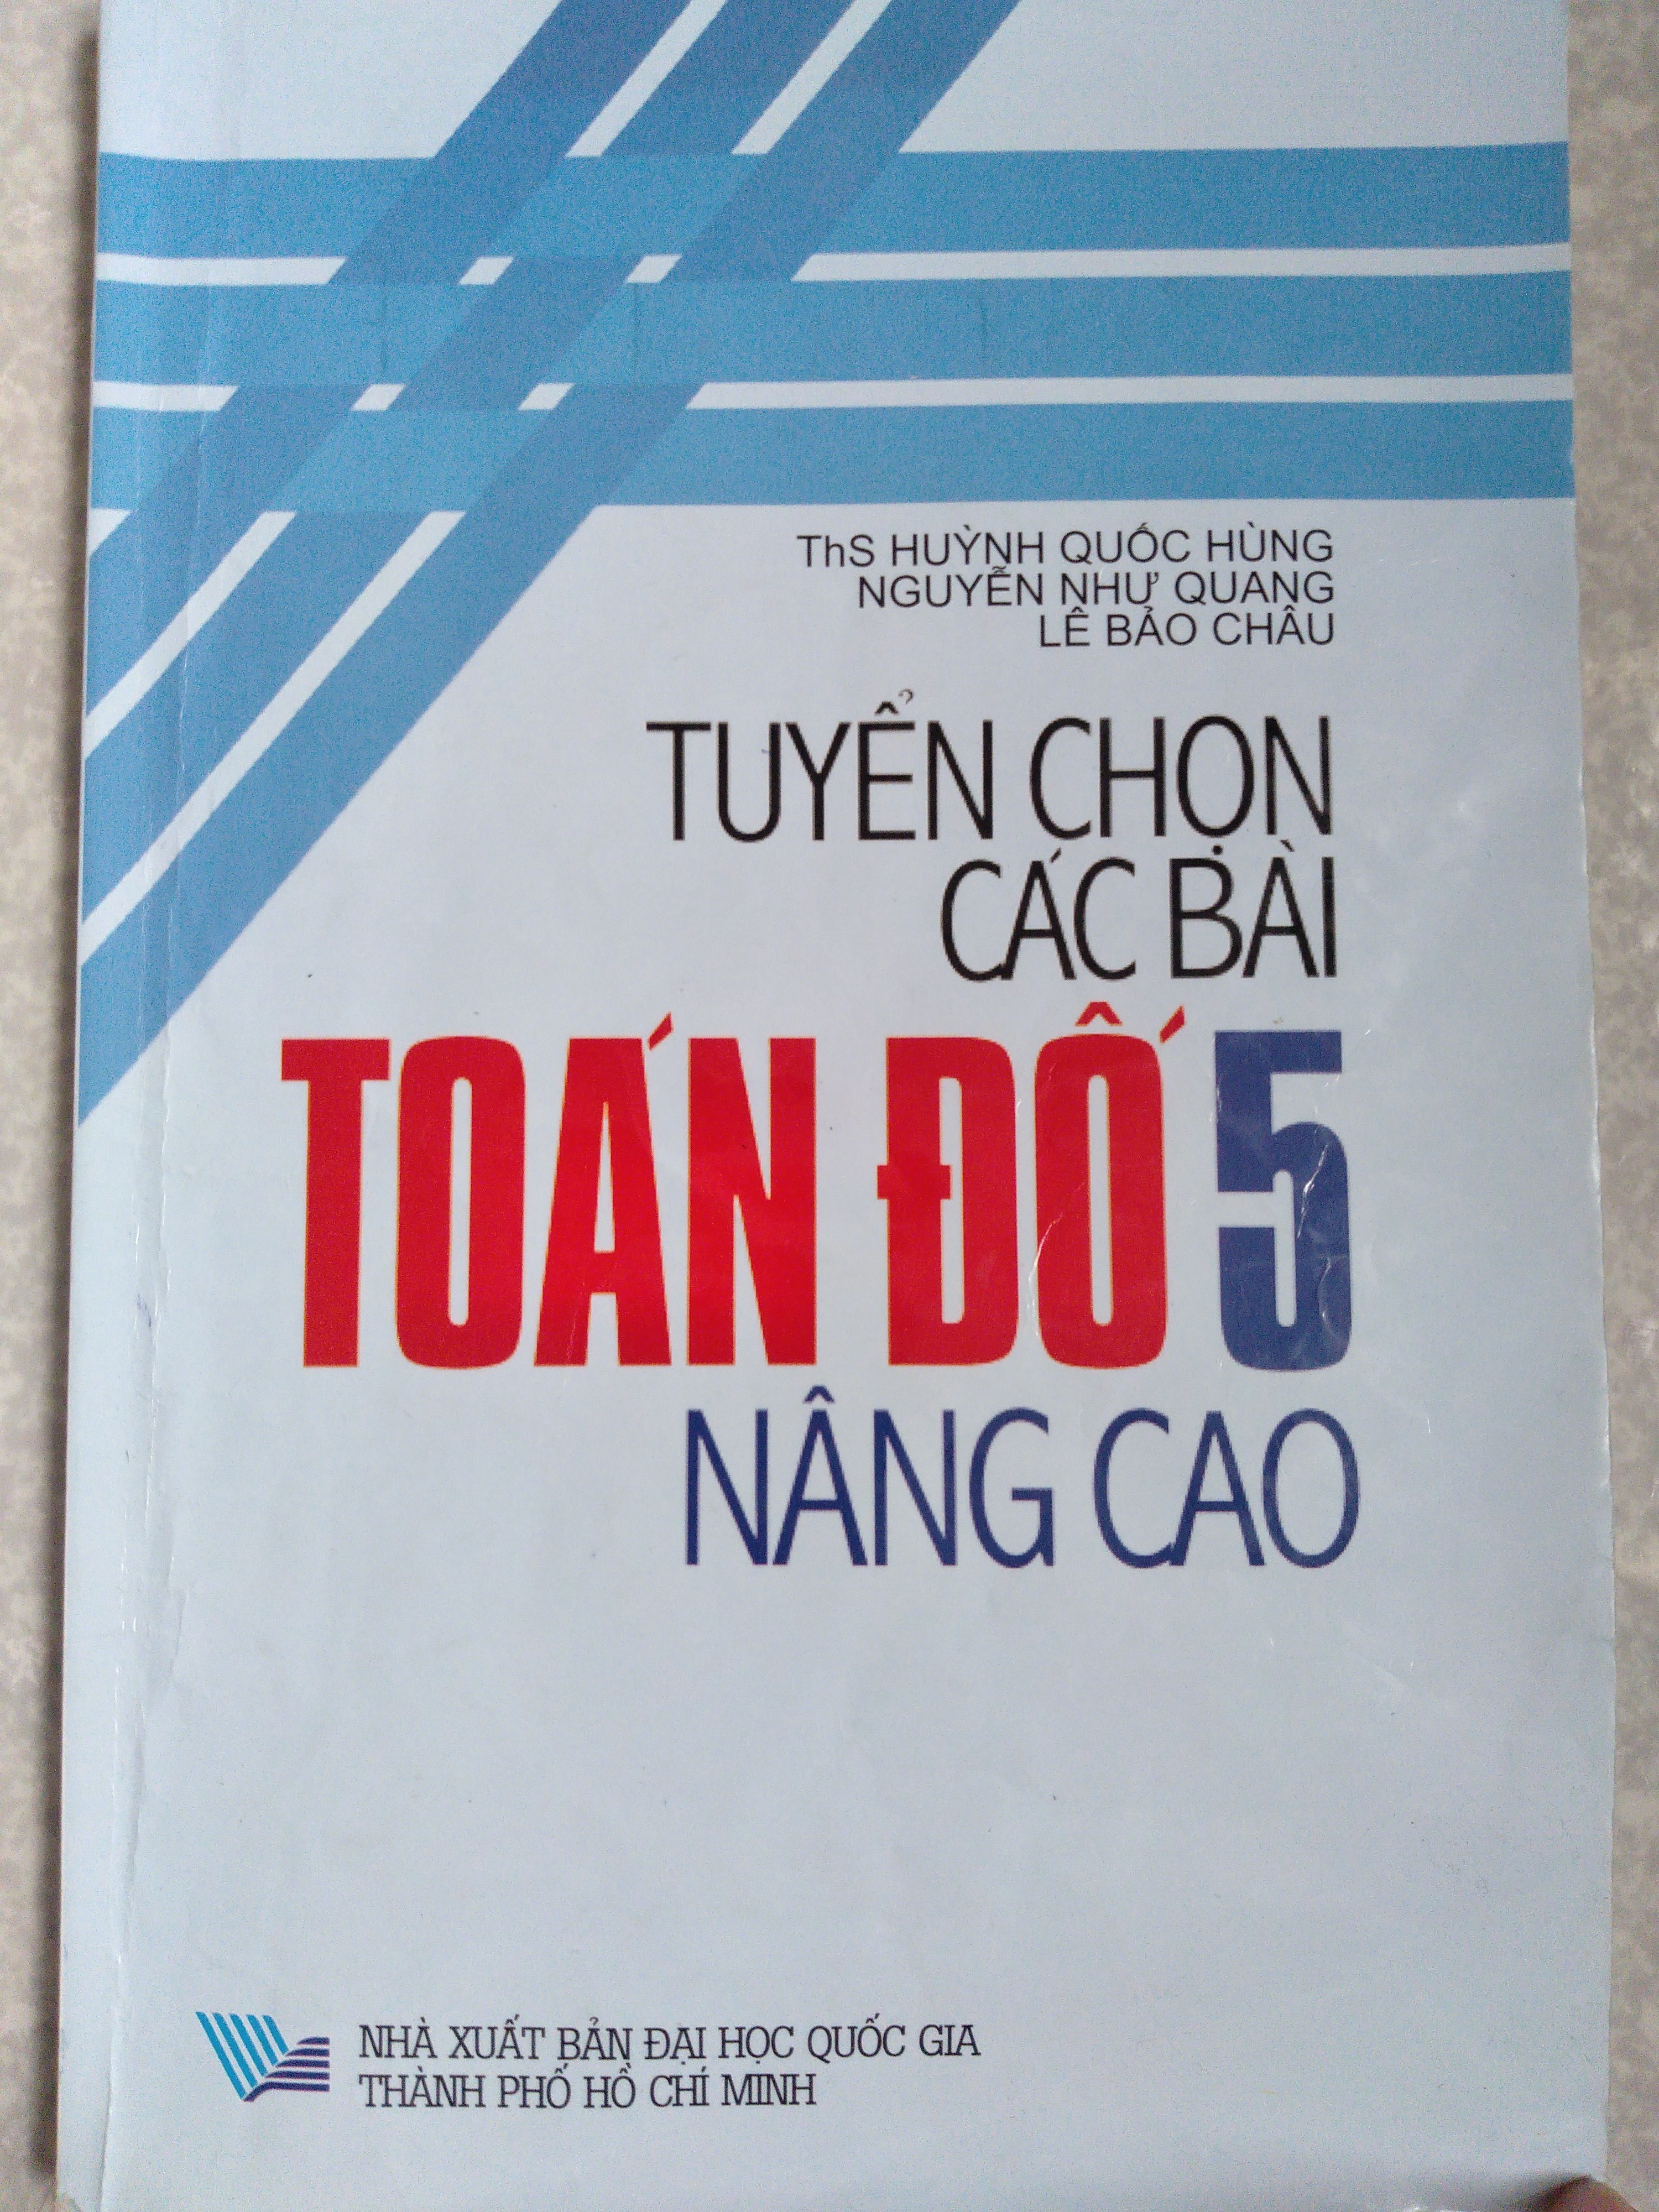 ThS HUỲNH QUỐC HÙNG
NGUYỄN NHƯ QUANG
LÊ BẢO CHÂU
TUYỂN CHỌN
CÁC BÀI
TOÁN ĐỐ 5
NÂNG CAO
NHÀ XUẤT BẢN ĐẠI HỌC QUỐC GIA
THÀNH PHỐ HỒ CHÍ MINH